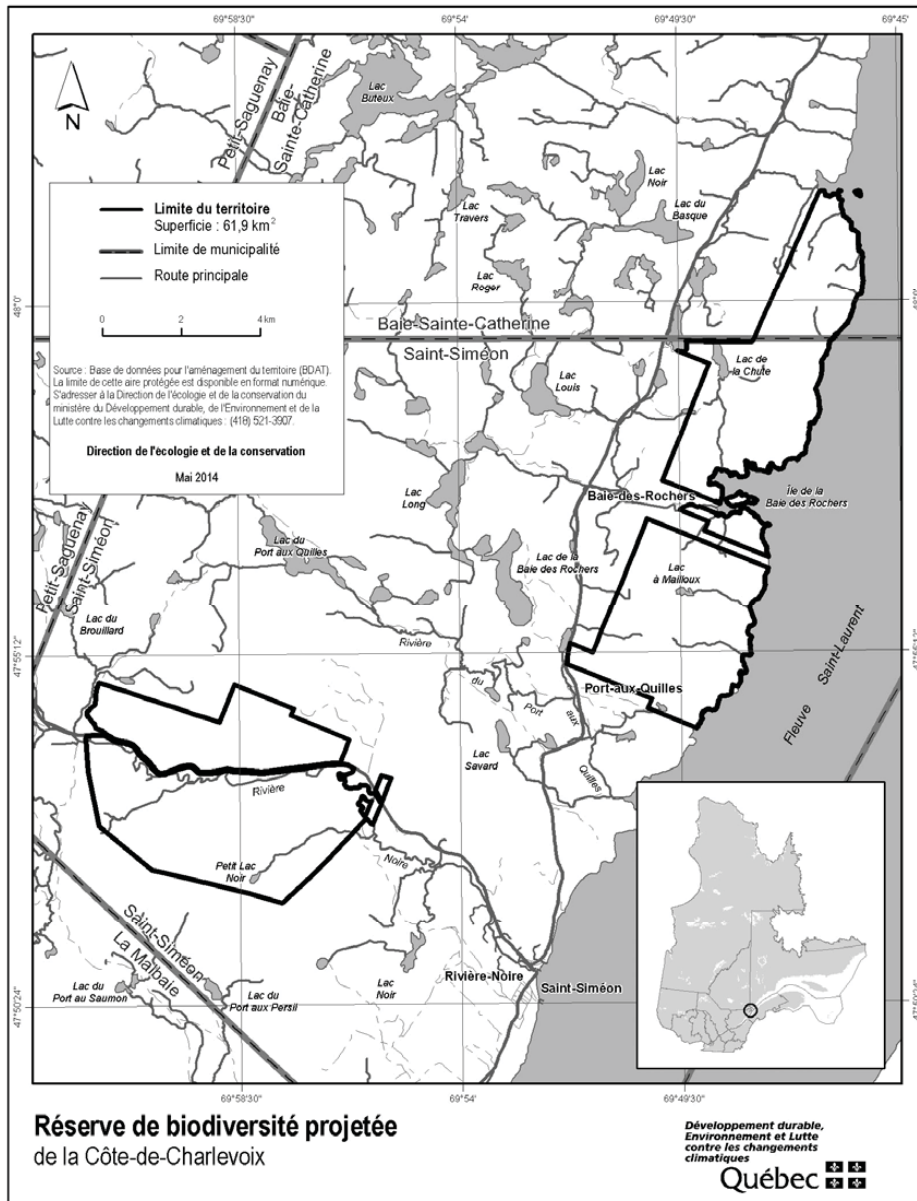 69°58'30"
69°54'
69°49'30"
69°45'
N
Petit-Saguenay
Baie-
Sainte-Catherine
Lac
Buteux
Lac
Noir
Lac du
Basque
Lac
Travers
Lac
Roger
Limite du territoire
Superficie : 61,9 km²
Limite de municipalité
Route principale
0 2 4 km
Source : Base de données pour l'aménagement du territoire (BDAT).
La limite de cette aire protégée est disponible en format numérique.
S'adresser à la Direction de l'écologie et de la conservation du
ministère du Développement durable, de l'Environnement et de la
Lutte contre les changements climatiques : (418) 521-3907.
Direction de l'écologie et de la conservation
Mai 2014
48°0'
48°0'
Baie-Sainte-Catherine
Saint-Siméon
Lac de
la Chute
Lac
Louis
Lac
Long
Baie-des-Rochers
Île de la
Baie des Rochers
Petit-Saguenay
Saint-Siméon
Lac du
Port aux Quilles
Lac de la
Baie des Rochers
Lac
à Mailloux
Lac du
Brouillard
Rivière
du
Port
aux
Quilles
47°55'12"
47°55'12"
Port-aux-Quilles
Fleuve Saint-Laurent
Lac
Savard
Rivière
Noire
Petit Lac
Noir
Saint-Siméon
La Malbaie
Lac du
Port au Saumon
Lac du
Port aux Persil
Lac
Noir
Rivière-Noire
Saint-Siméon
47°50'24"
47°50'24"
69°58'30"
69°54'
69°49'30"
Réserve de biodiversité projetée
de la Côte-de-Charlevoix
Développement durable,
Environnement et Lutte
contre les changements
climatiques
Québec